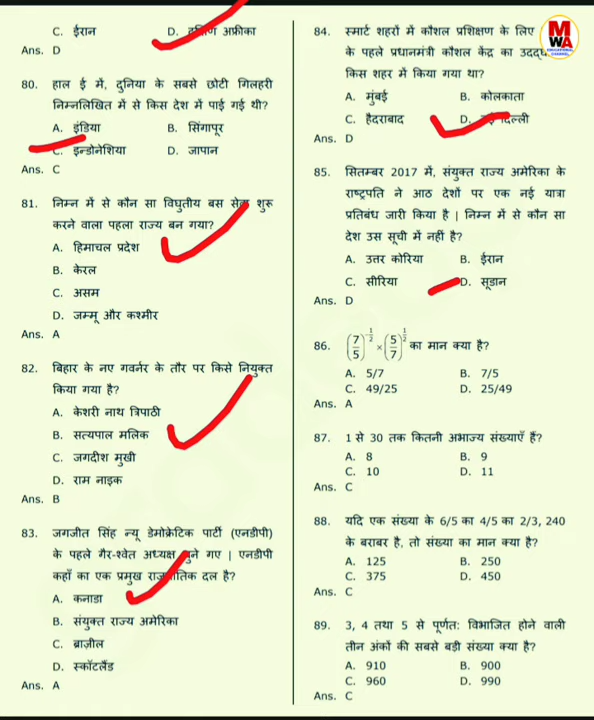 C. ईरान
D. अफ्रीका
Ans. D
80. हाल ई में, दुनिया के सबसे छोटी गिलहरी
निम्नलिखित में से किस देश में पाई गई थी?
A. इंडिया
B. सिंगापूर
C. इन्डोनेशिया
D. जापान
Ans. C
81. निम्न में से कौन सा विघुतीय बस सेवा शुरू
करने वाला पहला राज्य बन गया?
A. हिमाचल प्रदेश
B. केरल
C. असम
D. जम्मू और कश्मीर
Ans. A
82. बिहार के नए गवर्नर के तौर पर किसे नियुक्त
किया गया है?
A. केशरी नाथ त्रिपाठी
B. सत्यपाल मलिक
C. जगदीश मुखी
D. राम नाइक
Ans. B
83. जगजीत सिंह न्यू डेमोक्रेटिक पार्टी (एनडीपी)
के पहले गैर-श्वेत अध्यक्ष चुने गए | एनडीपी
कहाँ का एक प्रमुख राजनीतिक दल है?
A. कनाडा
B. संयुक्त राज्य अमेरिका
C. ब्राज़ील
D. स्कॉटलैंड
Ans. A
84. स्मार्ट शहरों में कौशल प्रशिक्षण के लिए
के पहले प्रधानमंत्री कौशल केंद्र का
किस शहर में किया गया था?
A. मुंबई
B. कोलकाता
C. हैदराबाद
D. दिल्ली
Ans. D
85. सितम्बर 2017 में, संयुक्त राज्य अमेरिका के
राष्ट्रपति ने आठ देशों पर एक नई यात्रा
प्रतिबंध जारी किया है | निम्न में से कौन सा
देश उस सूची में नहीं है?
A. उत्तर कोरिया
B. ईरान
C. सीरिया
D. सूडान
Ans. D
86. (7/5)^-1/2 × (5/7)^1/2 का मान क्या है?
A. 5/7
B. 7/5
C. 49/25
D. 25/49
Ans. A
87. 1 से 30 तक कितनी अभाज्य संख्याएँ हैं?
A. 8
B. 9
C. 10
D. 11
Ans. C
88. यदि एक संख्या के 6/5 का 4/5 का 2/3, 240
के बराबर है, तो संख्या का मान क्या है?
A. 125
B. 250
C. 375
D. 450
Ans. C
89. 3, 4 तथा 5 से पूर्णत: विभाजित होने वाली
तीन अंकों की सबसे बड़ी संख्या क्या है?
A. 910
B. 900
C. 960
D. 990
Ans. C
MWA
EDUCATIONAL
CHANNEL